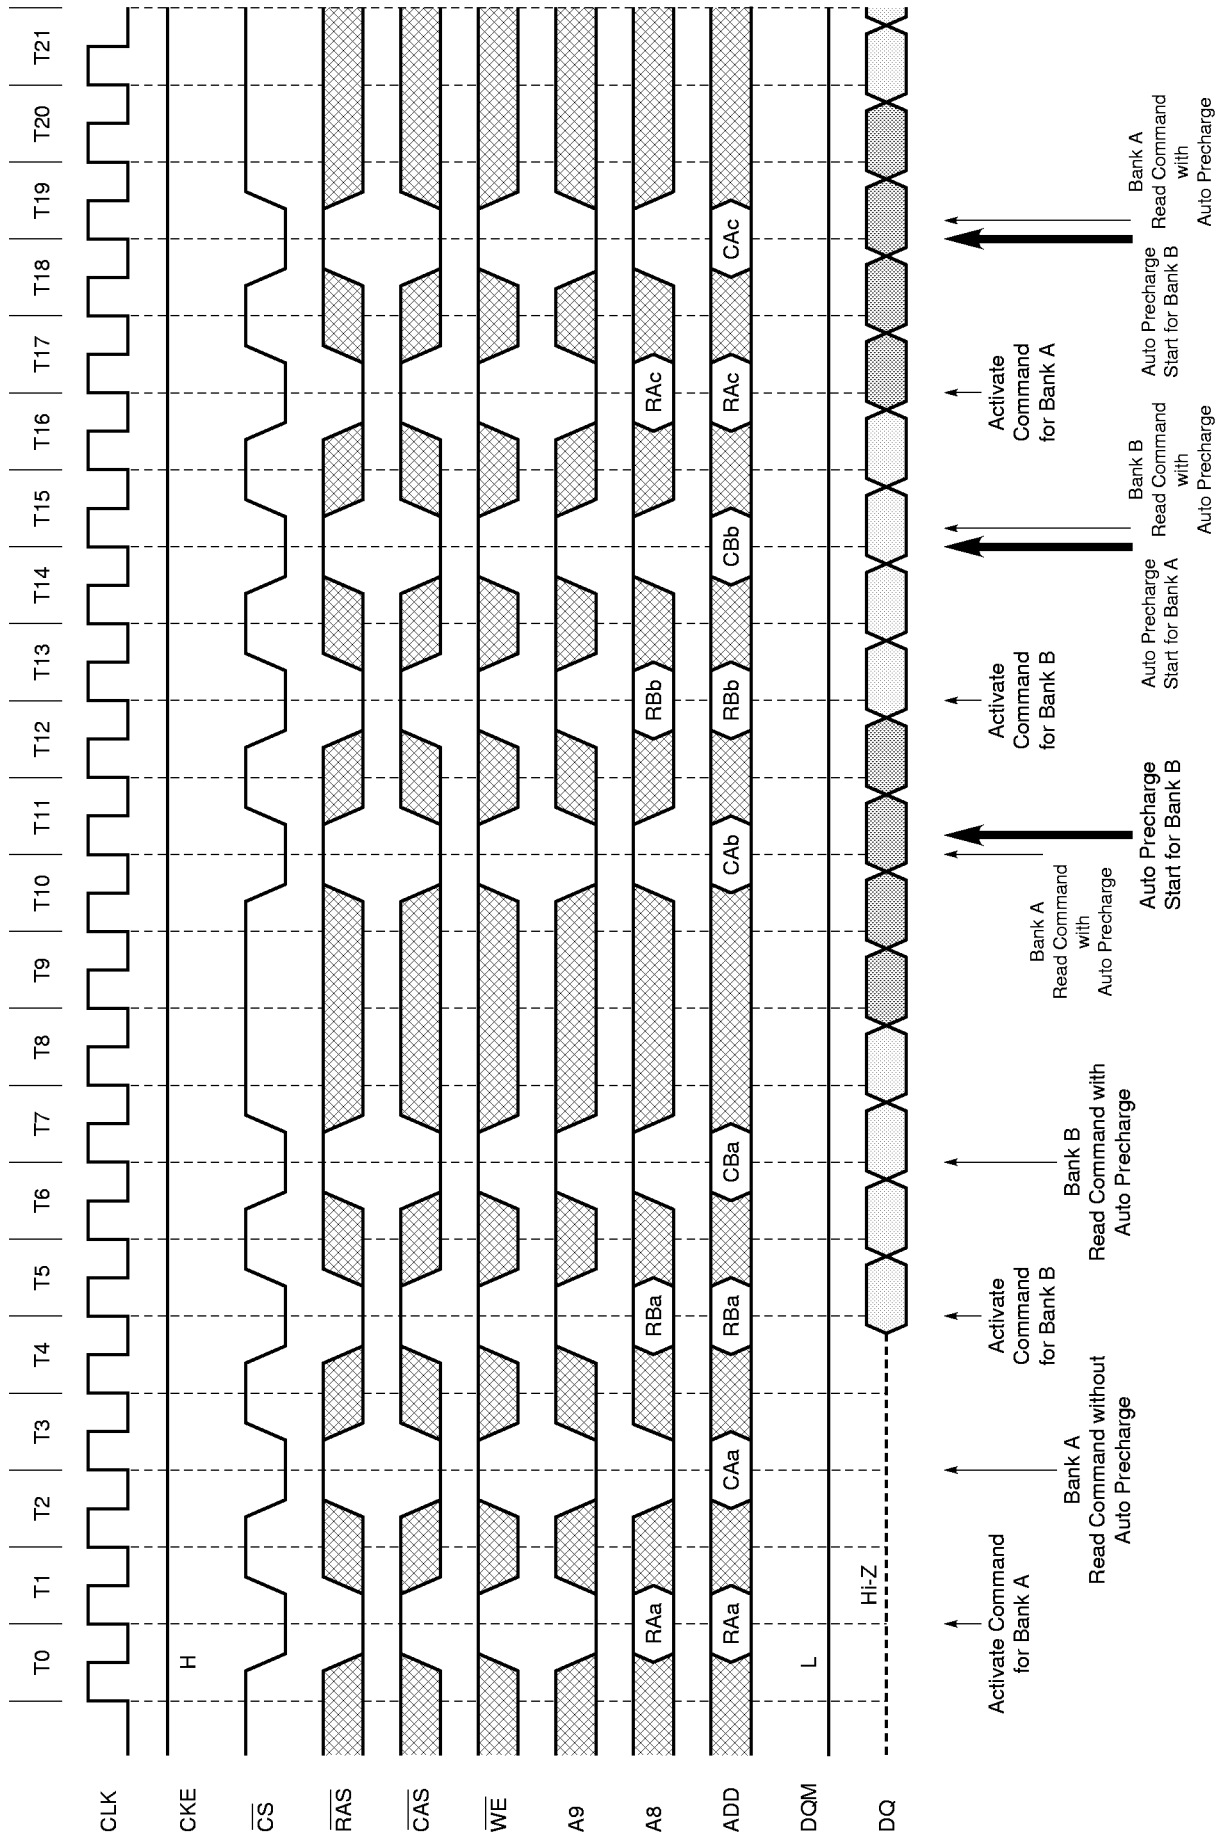 T0 T1 T2 T3 T4 T5 T6 T7 T8 T9 T10 T11 T12 T13 T14 T15 T16 T17 T18 T19 T20 T21
CLK
CKE H
CS
RAS
CAS
WE
A9
A8 RAa RBa RBb RAc
ADD RAa CAa RBa CBa CAb RBb CBb RAc CAc
DQM L
DQ Hi-Z
Activate Command
for Bank A
Bank A
Read Command without
Auto Precharge
Activate
Command
for Bank B
Bank B
Read Command with
Auto Precharge
Bank A
Read Command
with
Auto Precharge
Auto Precharge
Start for Bank B
Activate
Command
for Bank B
Auto Precharge
Start for Bank A
Bank B
Read Command
with
Auto Precharge
Activate
Command
for Bank A
Auto Precharge
Start for Bank B
Bank A
Read Command
with
Auto Precharge